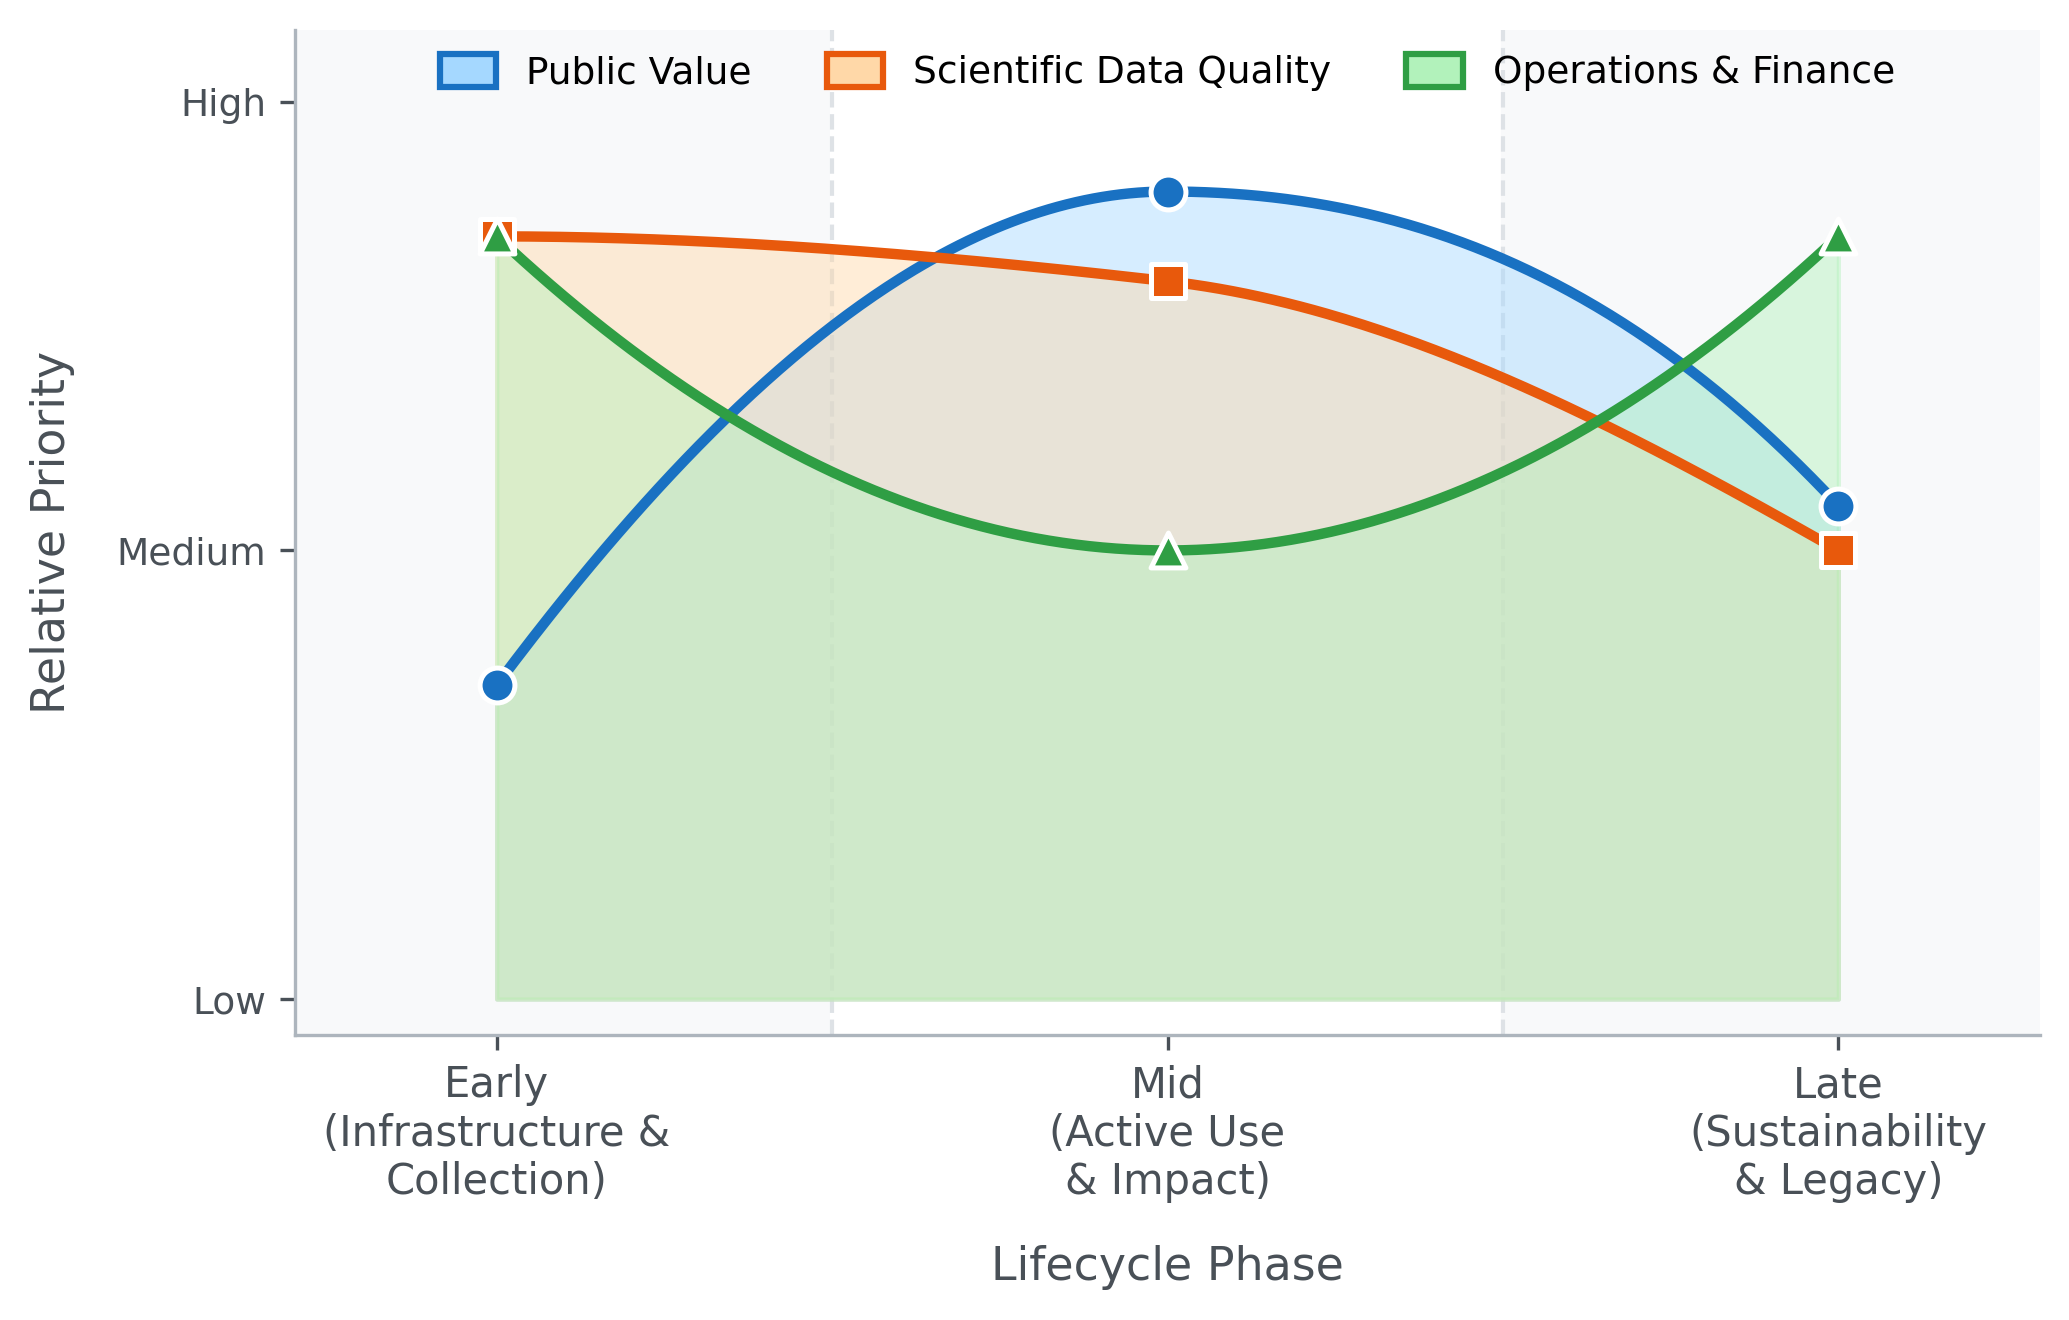 Public Value
Scientific Data Quality
Operations & Finance
High
Medium
Low
Relative Priority
Early
(Infrastructure &
Collection)
Mid
(Active Use
& Impact)
Late
(Sustainability
& Legacy)
Lifecycle Phase